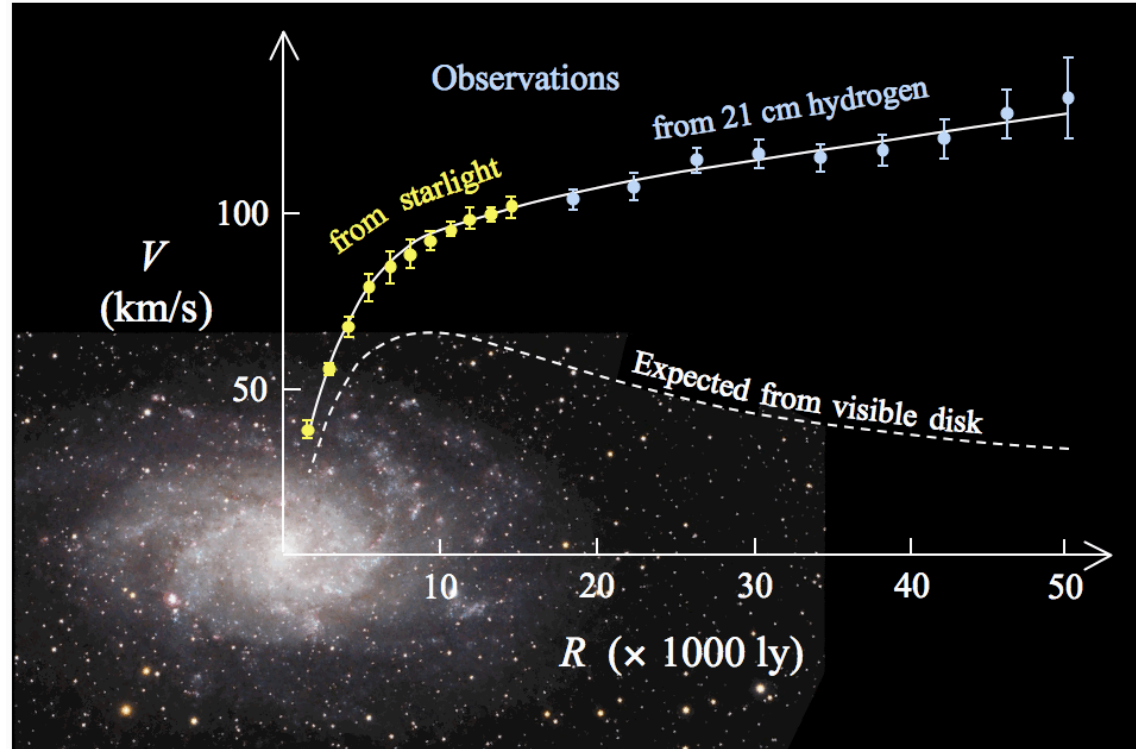 Observations
from 21 cm hydrogen
from starlight
100
V
(km/s)
50
Expected from visible disk
10 20 30 40 50
R (× 1000 ly)